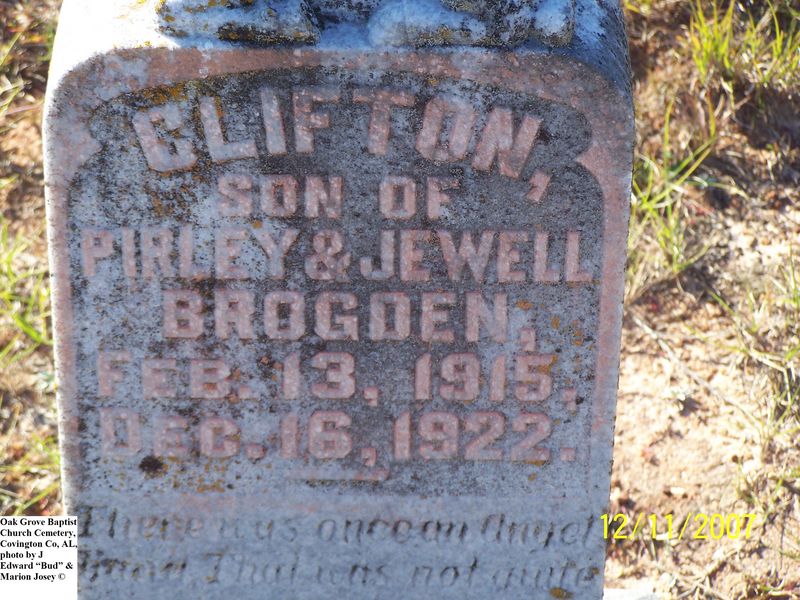 CLIFTON,
SON OF
PIRLEY & JEWELL
BROGDEN,
FEB. 13, 1915,
DEC. 16, 1922.
There was once an Angel
That was not quite
12/11/2007
Oak Grove Baptist
Church Cemetery,
Covington Co, AL,
photo by J
Edward “Bud” &
Marion Josey ©